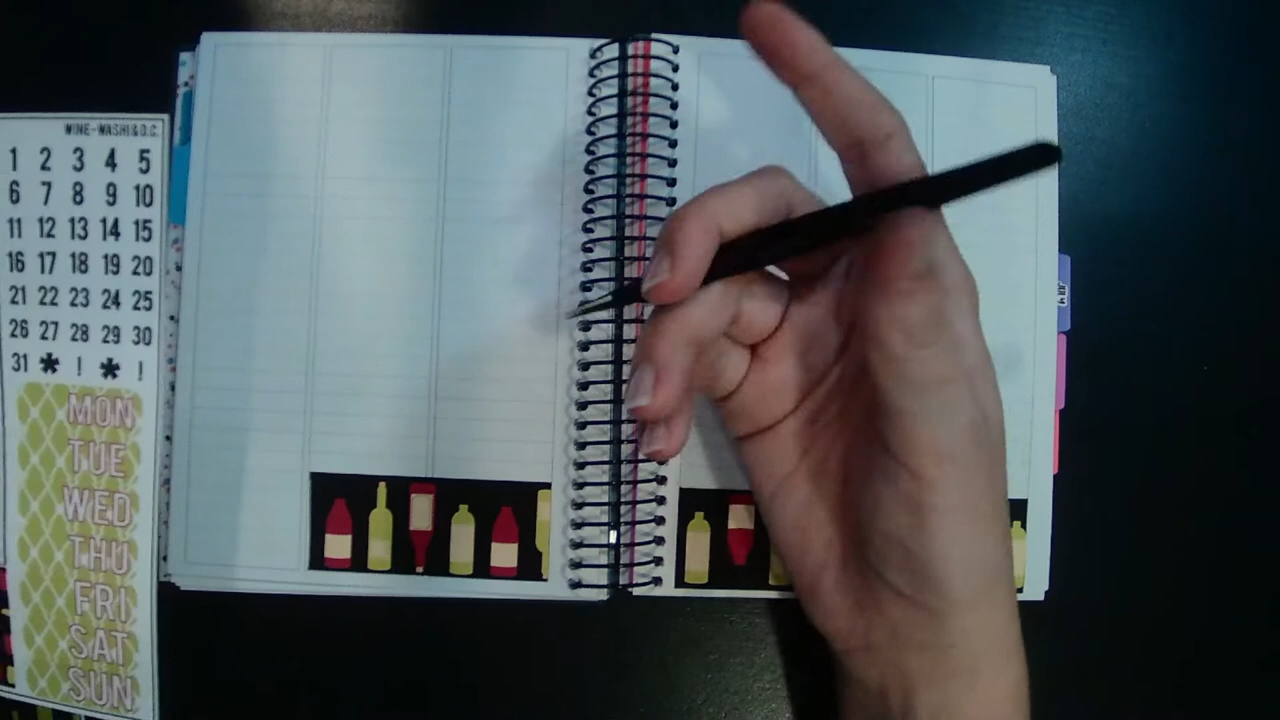 WINE-WASHI & D.C.
1 2 3 4 5
6 7 8 9 10
11 12 13 14 15
16 17 18 19 20
21 22 23 24 25
26 27 28 29 30
31 * ! * !
MON
TUE
WED
THU
FRI
SAT
SUN